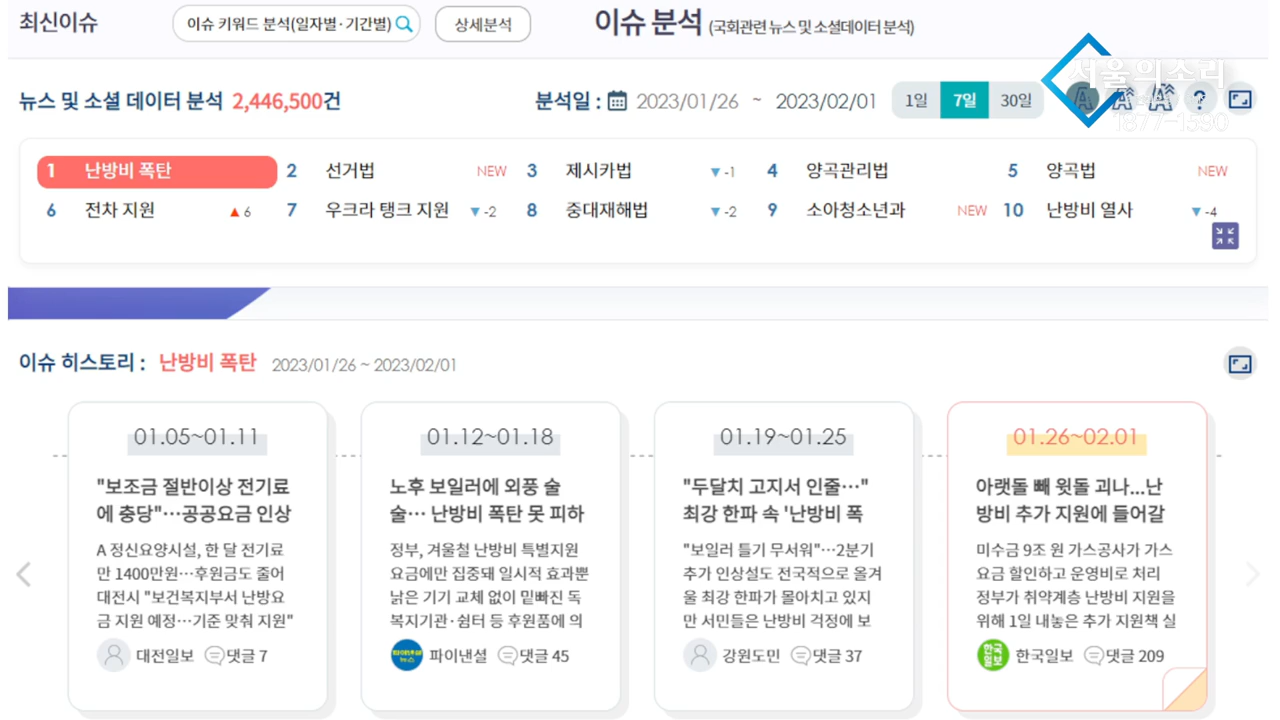 최신이슈
이슈 키워드 분석(일자별·기간별)
상세분석
이슈 분석 (국회관련 뉴스 및 소셜데이터 분석)
서울의소리
1877-1550
뉴스 및 소셜 데이터 분석 2,446,500건
분석일 : 2023/01/26 ~ 2023/02/01 1일 7일 30일 ?
1 난방비 폭탄 2 선거법 NEW 3 제시카법 ▼ -1 4 양곡관리법 5 양곡법 NEW
6 전차 지원 ▲ 6 7 우크라 탱크 지원 ▼ -2 8 중대재해법 ▼ -2 9 소아청소년과 NEW 10 난방비 열사 ▼ -4
이슈 히스토리 : 난방비 폭탄 2023/01/26 ~ 2023/02/01
01.05~01.11
"보조금 절반이상 전기료
에 충당"…공공요금 인상
A 정신요양시설, 한 달 전기료
만 1400만원…후원금도 줄어
대전시 "보건복지부서 난방요
금 지원 예정…기준 맞춰 지원"
대전일보 댓글 7
01.12~01.18
노후 보일러에 외풍 술
술… 난방비 폭탄 못 피하
정부, 겨울철 난방비 특별지원
요금에만 집중돼 일시적 효과뿐
낡은 기기 교체 없이 밑빠진 독
복지기관·쉼터 등 후원품에 의
파이낸셜 뉴스
파이낸셜 댓글 45
01.19~01.25
"두달치 고지서 인줄…"
최강 한파 속 '난방비 폭
"보일러 틀기 무서워"…2분기
추가 인상설도 전국적으로 올겨
울 최강 한파가 몰아치고 있지
만 서민들은 난방비 걱정에 보
강원도민 댓글 37
01.26~02.01
아랫돌 빼 윗돌 괴나...난
방비 추가 지원에 들어갈
미수금 9조 원 가스공사가 가스
요금 할인하고 운영비로 처리
정부가 취약계층 난방비 지원을
위해 1일 내놓은 추가 지원책 실
한국일보
한국일보 댓글 209